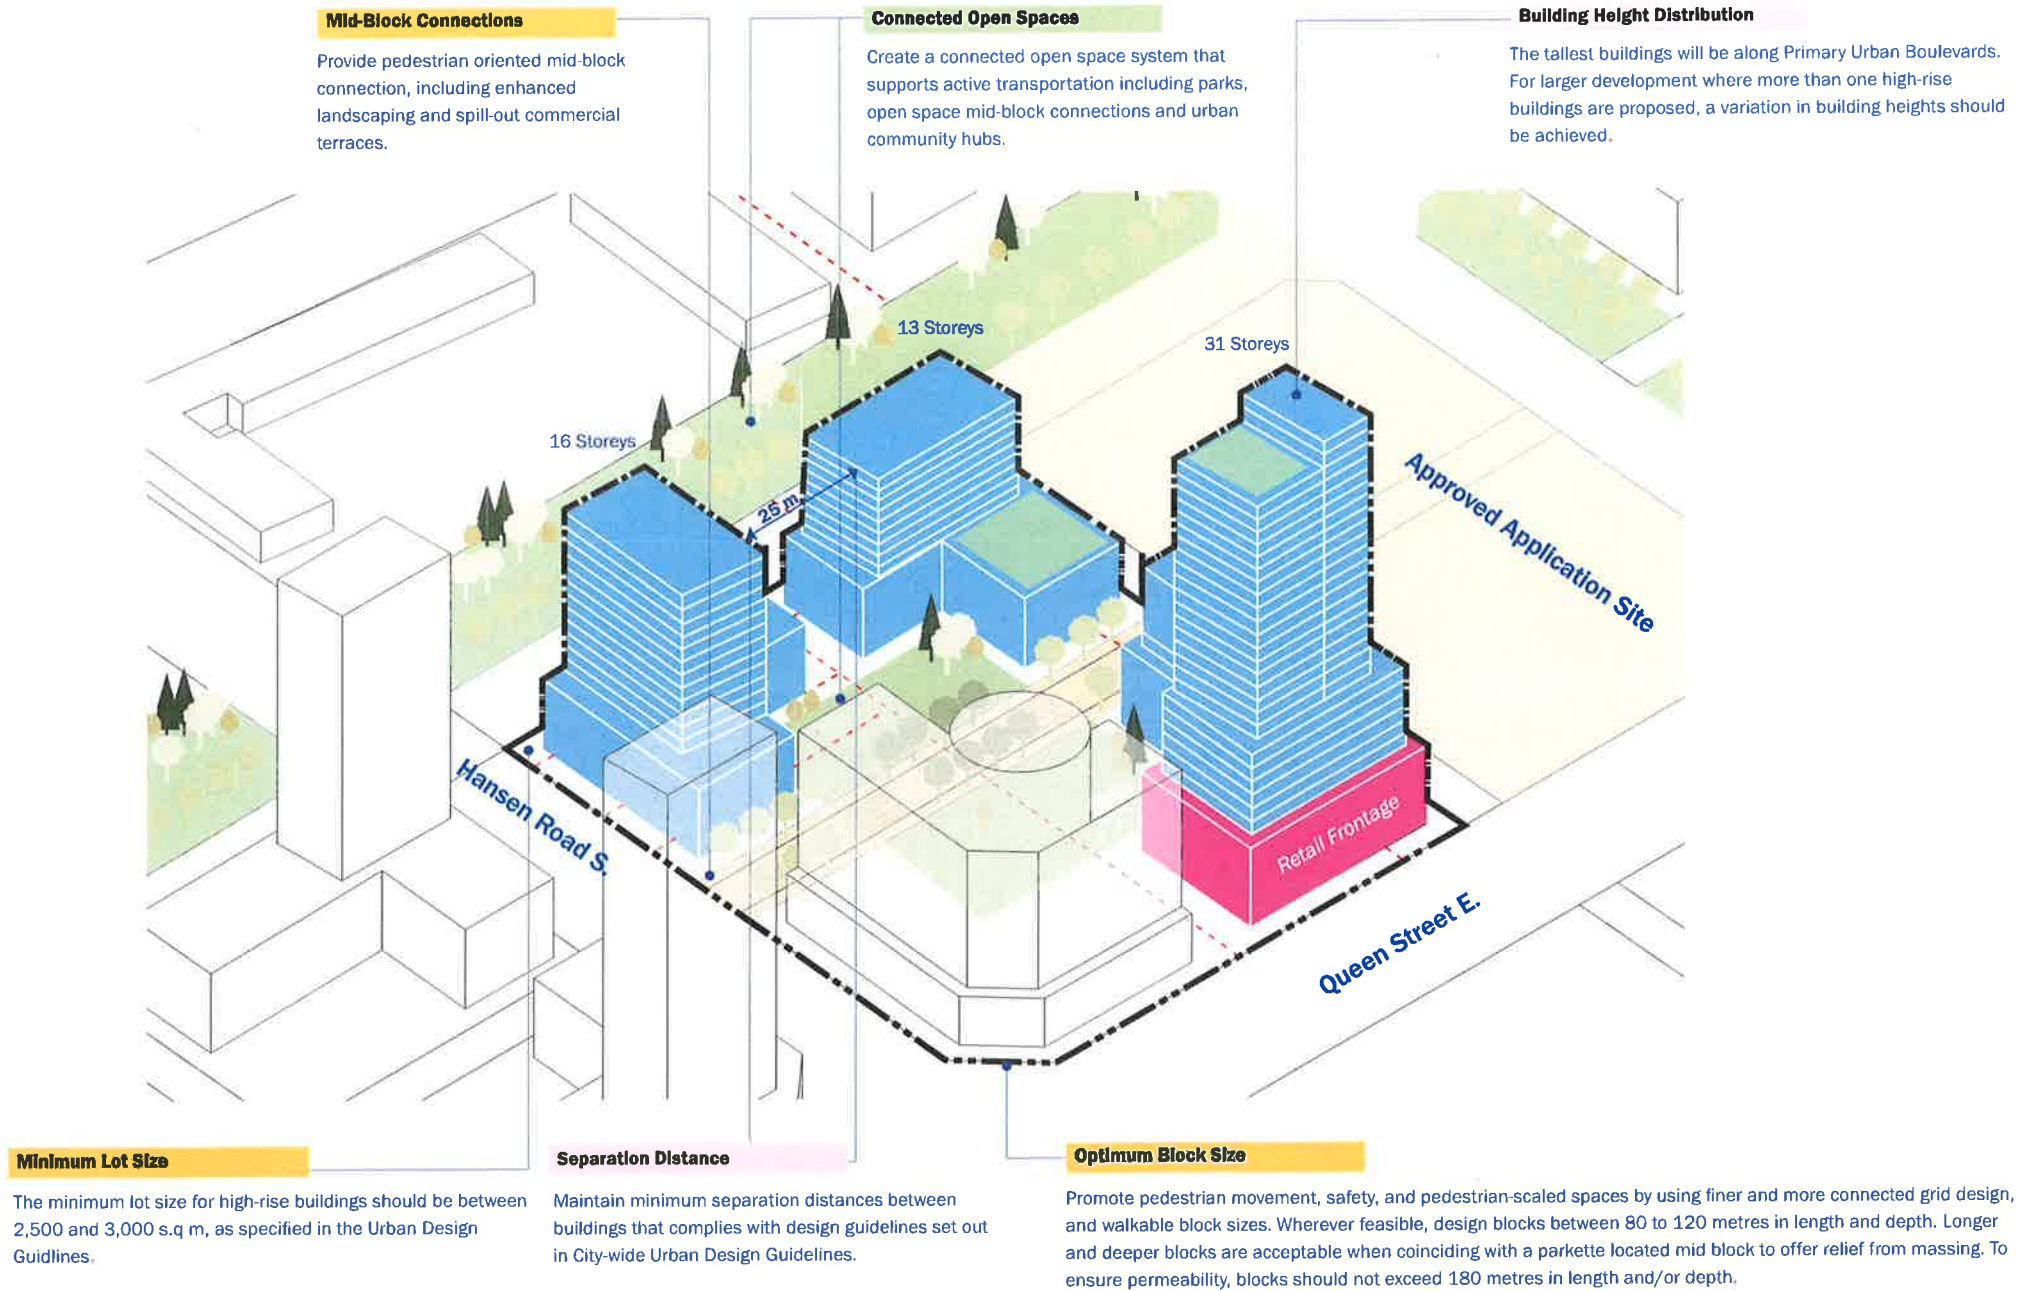 Mid-Block Connections
Provide pedestrian oriented mid-block
connection, including enhanced
landscaping and spill-out commercial
terraces.
Connected Open Spaces
Create a connected open space system that
supports active transportation including parks,
open space mid-block connections and urban
community hubs.
Building Height Distribution
The tallest buildings will be along Primary Urban Boulevards.
For larger development where more than one high-rise
buildings are proposed, a variation in building heights should
be achieved.
13 Storeys
31 Storeys
16 Storeys
25 m
Approved Application Site
Hansen Road S.
Retail Frontage
Queen Street E.
Minimum Lot Size
The minimum lot size for high-rise buildings should be between
2,500 and 3,000 s.q m, as specified in the Urban Design
Guidlines.
Separation Distance
Maintain minimum separation distances between
buildings that complies with design guidelines set out
in City-wide Urban Design Guidelines.
Optimum Block Size
Promote pedestrian movement, safety, and pedestrian-scaled spaces by using finer and more connected grid design,
and walkable block sizes. Wherever feasible, design blocks between 80 to 120 metres in length and depth. Longer
and deeper blocks are acceptable when coinciding with a parkette located mid block to offer relief from massing. To
ensure permeability, blocks should not exceed 180 metres in length and/or depth.